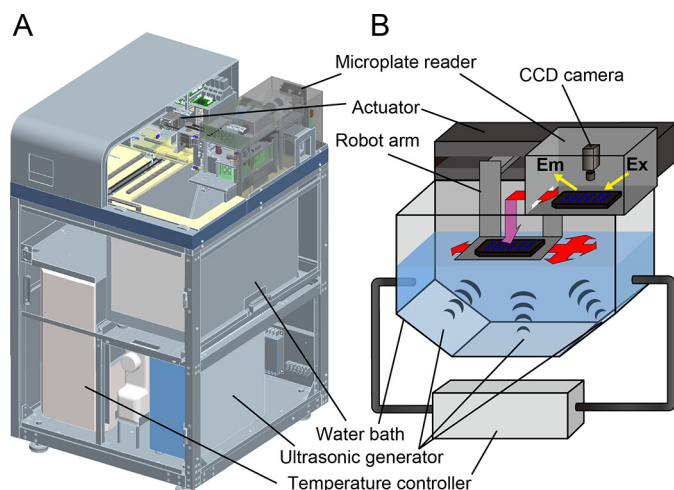 A
B
Microplate reader
CCD camera
Actuator
Robot arm
Em
Ex
Water bath
Ultrasonic generator
Temperature controller